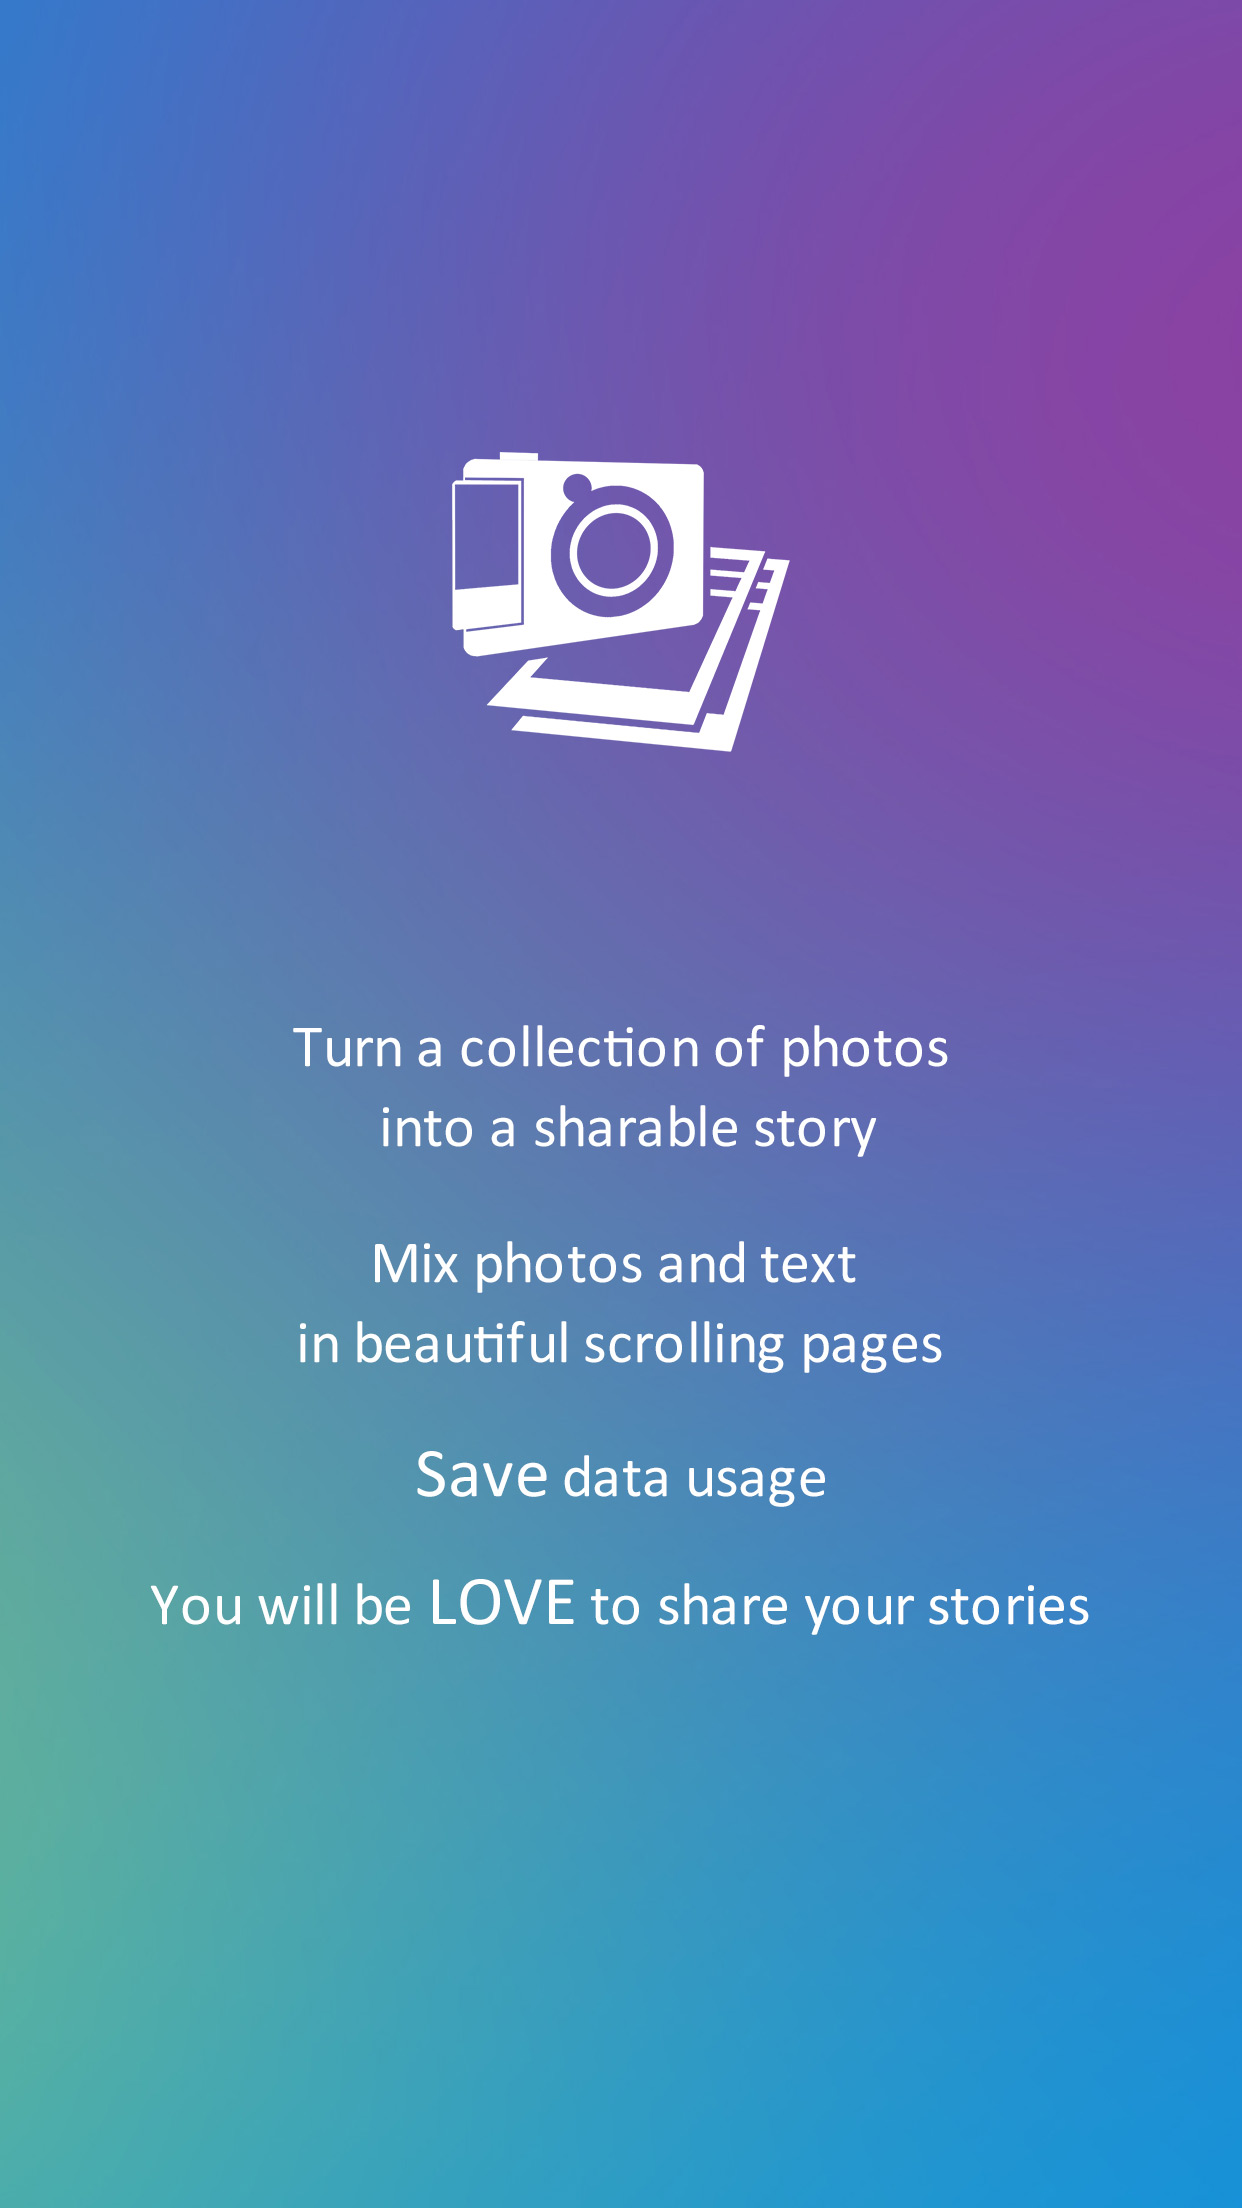 Turn a collection of photos
into a sharable story
Mix photos and text
in beautiful scrolling pages
Save data usage
You will be LOVE to share your stories